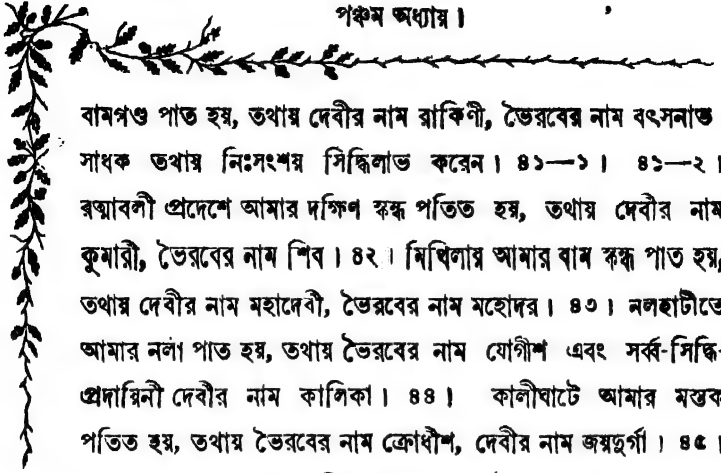 পঞ্চম অধ্যায়।
বামগণ্ড পাত হয়, তথায় দেবীর নাম রাকিণী, ভৈরবের নাম বৎসনাভ
সাধক তথায় নিঃসংশয় সিদ্ধিলাভ করেন। ৪১—১। ৪১—২।
রত্নাবলী প্রদেশে আমার দক্ষিণ স্কন্ধ পতিত হয়, তথায় দেবীর নাম
কুমারী, ভৈরবের নাম শিব। ৪২। মিথিলায় আমার বাম স্কন্ধ পাত হয়,
তথায় দেবীর নাম মহাদেবী, ভৈরবের নাম মহোদর। ৪৩। নলহাটীতে
আমার নলা পাত হয়, তথায় ভৈরবের নাম যোগীশ এবং সর্ব্ব-সিদ্ধি-
প্রদায়িনী দেবীর নাম কালিকা। ৪৪। কালীঘাটে আমার মস্তক
পতিত হয়, তথায় ভৈরবের নাম ক্রোধীশ, দেবীর নাম জয়দুর্গা। ৪৫।